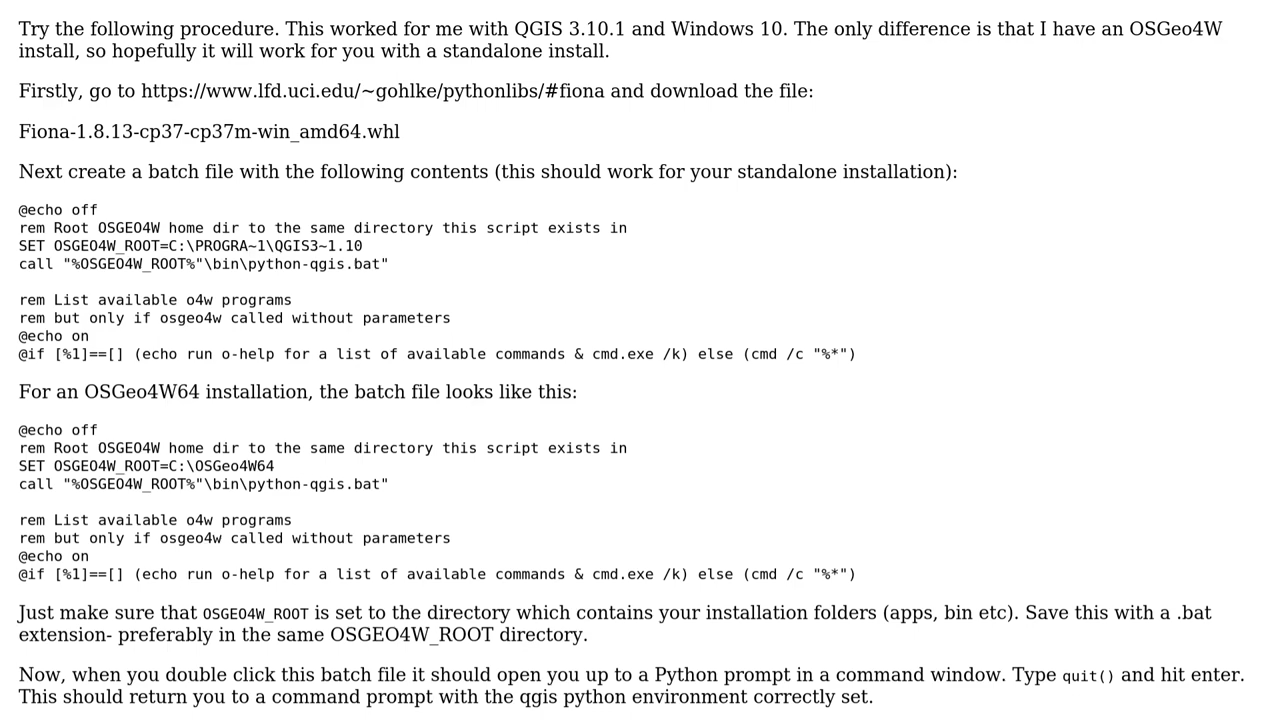 Try the following procedure. This worked for me with QGIS 3.10.1 and Windows 10. The only difference is that I have an OSGeo4W
install, so hopefully it will work for you with a standalone install.
Firstly, go to https://www.lfd.uci.edu/~gohlke/pythonlibs/#fiona and download the file:
Fiona-1.8.13-cp37-cp37m-win_amd64.whl
Next create a batch file with the following contents (this should work for your standalone installation):
@echo off
rem Root OSGEO4W home dir to the same directory this script exists in
SET OSGEO4W_ROOT=C:\PROGRA~1\QGIS3~1.10
call "%OSGEO4W_ROOT%"\bin\python-qgis.bat"
rem List available o4w programs
rem but only if osgeo4w called without parameters
@echo on
@if [%1]==[] (echo run o-help for a list of available commands & cmd.exe /k) else (cmd /c "%*")
For an OSGeo4W64 installation, the batch file looks like this:
@echo off
rem Root OSGEO4W home dir to the same directory this script exists in
SET OSGEO4W_ROOT=C:\OSGeo4W64
call "%OSGEO4W_ROOT%"\bin\python-qgis.bat"
rem List available o4w programs
rem but only if osgeo4w called without parameters
@echo on
@if [%1]==[] (echo run o-help for a list of available commands & cmd.exe /k) else (cmd /c "%*")
Just make sure that OSGEO4W_ROOT is set to the directory which contains your installation folders (apps, bin etc). Save this with a .bat
extension- preferably in the same OSGEO4W_ROOT directory.
Now, when you double click this batch file it should open you up to a Python prompt in a command window. Type quit() and hit enter.
This should return you to a command prompt with the qgis python environment correctly set.